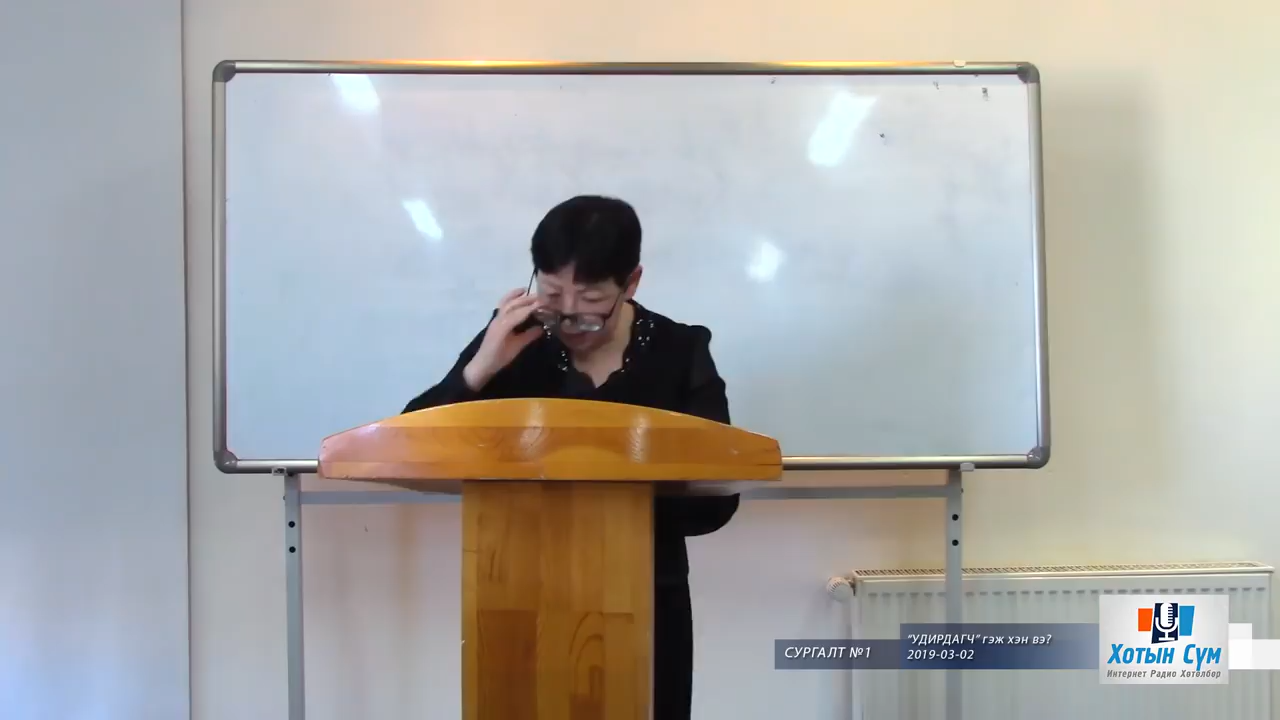 СУРГАЛТ №1
"УДИРДАГЧ" гэж хэн вэ?
2019-03-02
Хотын Сүм
Интернет Радио Хөтөлбөр